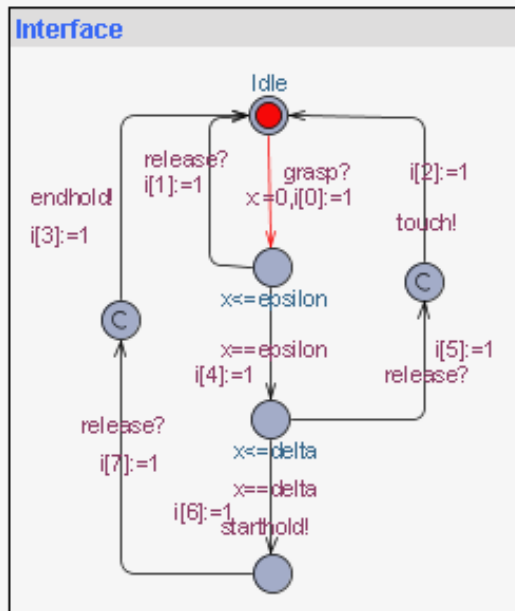 Interface
Idle
release?
i[1]:=1
grasp?
x:=0,i[0]:=1
i[2]:=1
endhold!
i[3]:=1
touch!
x<=epsilon
C
C
x==epsilon
i[4]:=1
i[5]:=1
release?
release?
i[7]:=1
x<=delta
x==delta
i[6]:=1
starthold!